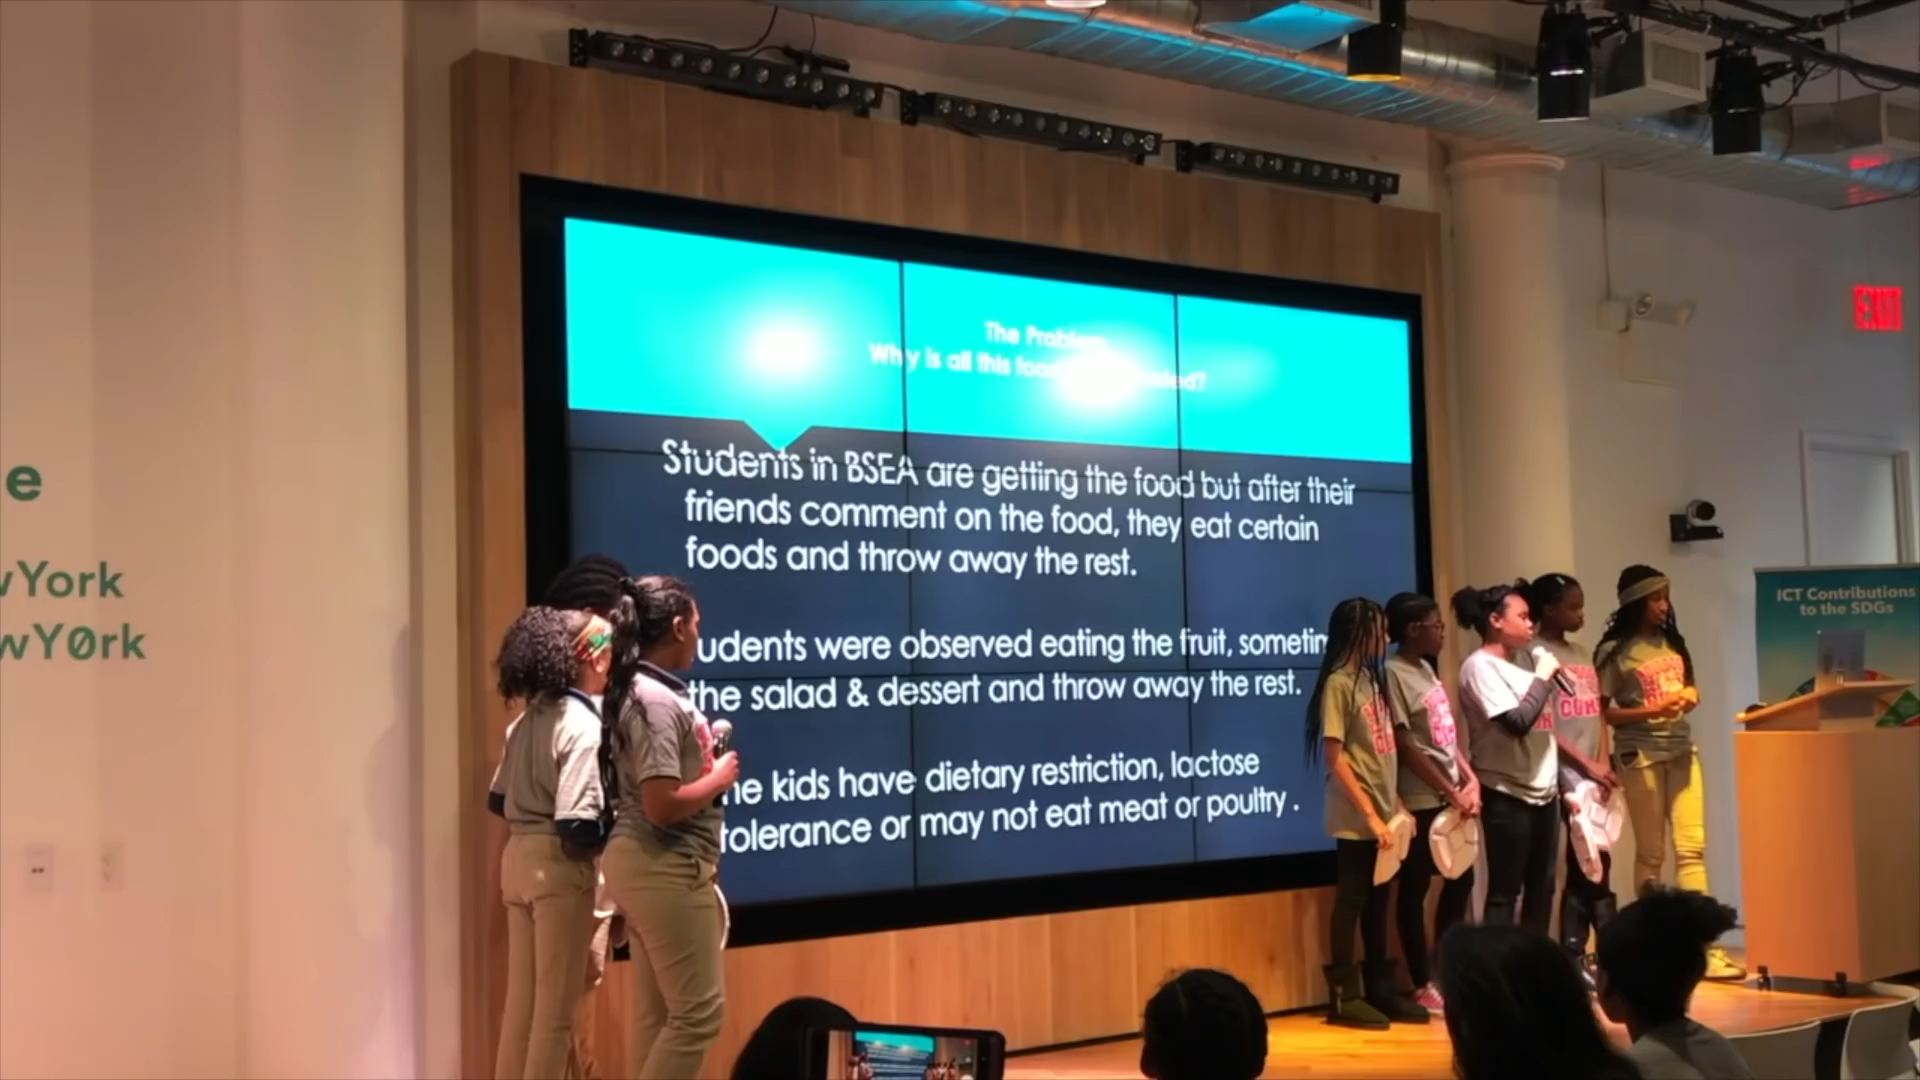 The Problem
Why is all this food
Students in BSEA are getting the food but after their
friends comment on the food, they eat certain
foods and throw away the rest.
udents were observed eating the fruit, sometim
the salad & dessert and throw away the rest.
me kids have dietary restriction, lactose
tolerance or may not eat meat or poultry .
e
wYork
wY0rk
EXIT
ICT Contributions
to the SDGs